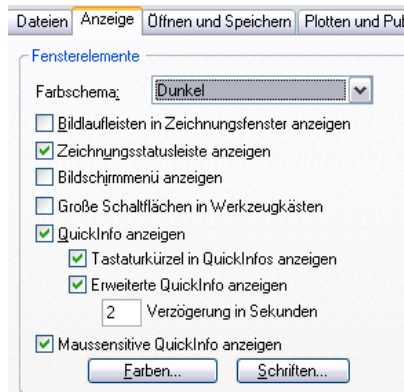 Dateien Anzeige Öffnen und Speichern Plotten und Pub
Fensterelemente
Farbschema: Dunkel
Bildlaufleisten in Zeichnungsfenster anzeigen
Zeichnungsstatusleiste anzeigen
Bildschirmmenü anzeigen
Große Schaltflächen in Werkzeugkästen
QuickInfo anzeigen
Tastaturkürzel in QuickInfos anzeigen
Erweiterte QuickInfo anzeigen
2 Verzögerung in Sekunden
Maussensitive QuickInfo anzeigen
Farben... Schriften...